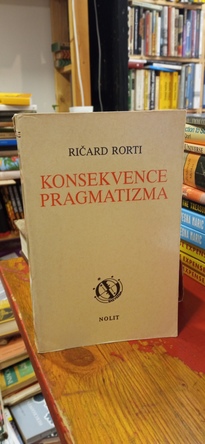 RIČARD RORTI
KONSEKVENCE
PRAGMATIZMA
NOLIT